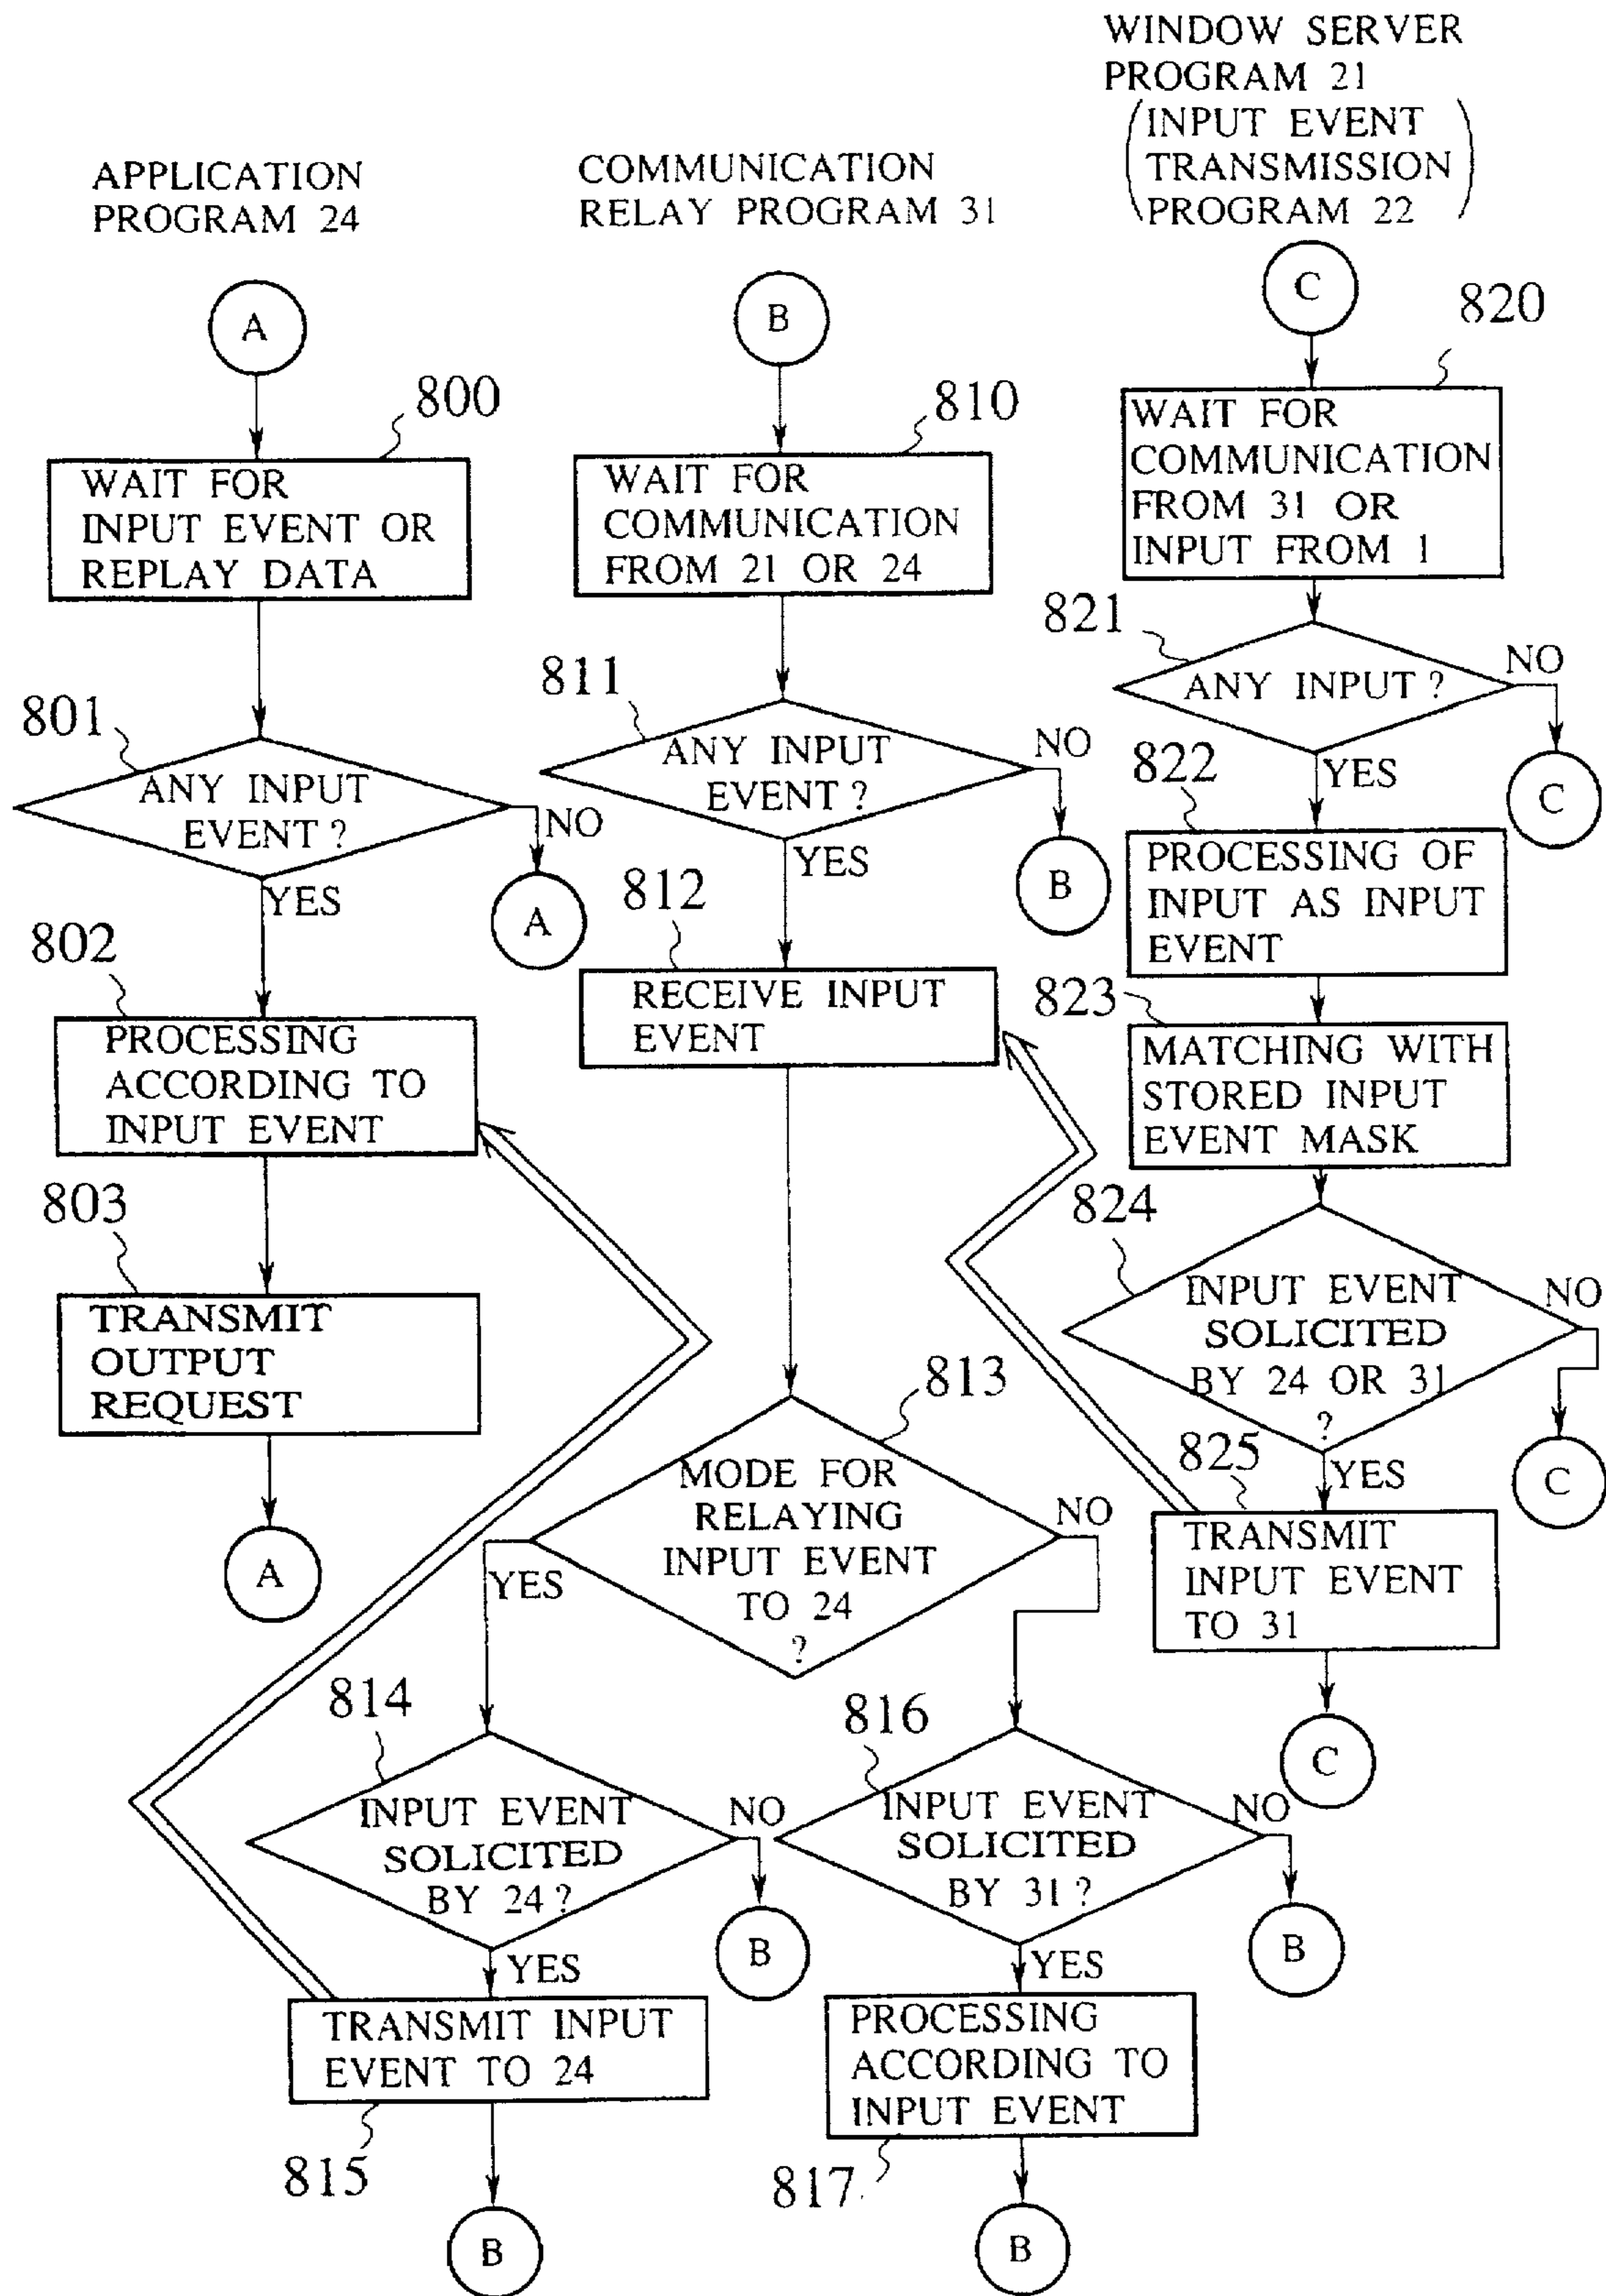 APPLICATION
PROGRAM 24
A
800
WAIT FOR
INPUT EVENT OR
REPLAY DATA
801
ANY INPUT
EVENT?
NO
A
YES
802
PROCESSING
ACCORDING TO
INPUT EVENT
803
TRANSMIT
OUTPUT
REQUEST
A
COMMUNICATION
RELAY PROGRAM 31
B
810
WAIT FOR
COMMUNICATION
FROM 21 OR 24
811
ANY INPUT
EVENT?
NO
B
YES
812
RECEIVE INPUT
EVENT
813
MODE FOR
RELAYING
INPUT EVENT
TO 24
?
YES
NO
814
INPUT EVENT
SOLICITED
BY 24?
NO
B
YES
TRANSMIT INPUT
EVENT TO 24
815
B
816
INPUT EVENT
SOLICITED
BY 31?
NO
B
YES
PROCESSING
ACCORDING TO
INPUT EVENT
817
B
WINDOW SERVER
PROGRAM 21
(INPUT EVENT
TRANSMISSION
PROGRAM 22)
C
820
WAIT FOR
COMMUNICATION
FROM 31 OR
INPUT FROM 1
821
ANY INPUT?
NO
C
YES
822
PROCESSING OF
INPUT AS INPUT
EVENT
823
MATCHING WITH
STORED INPUT
EVENT MASK
824
INPUT EVENT
SOLICITED
BY 24 OR 31
?
NO
C
YES
825
TRANSMIT
INPUT EVENT
TO 31
C